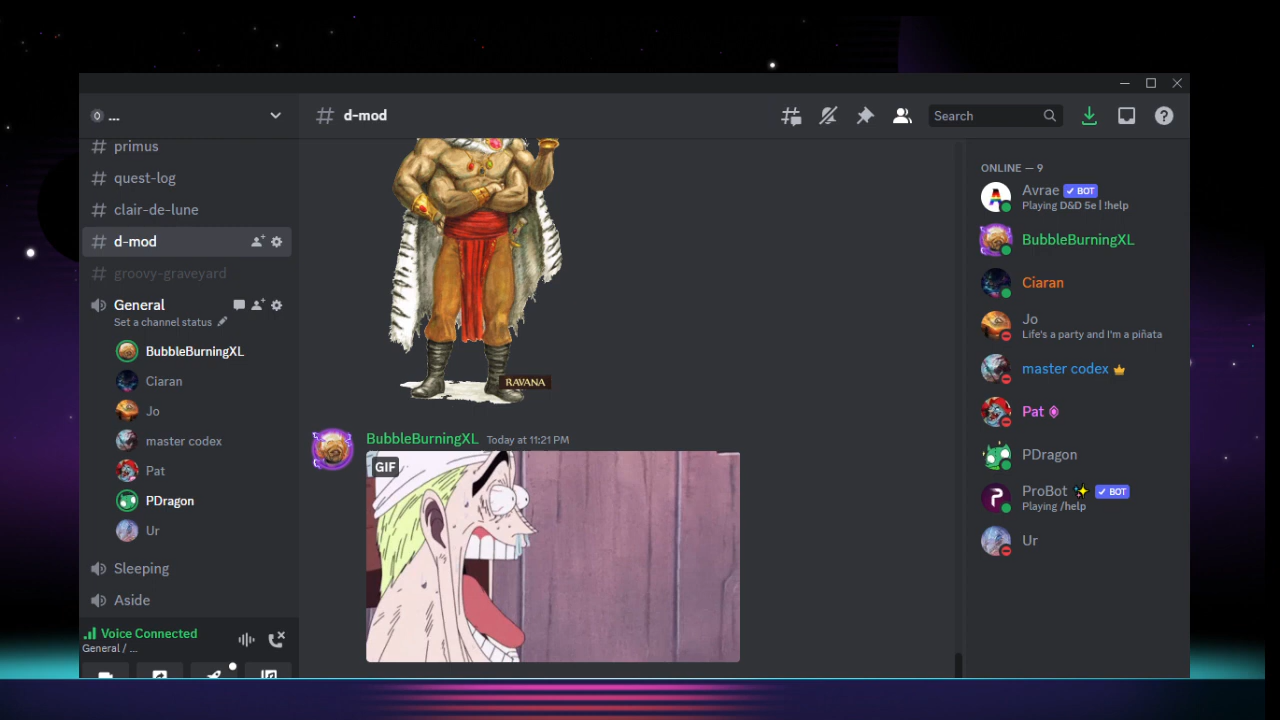 ...
primus
quest-log
clair-de-lune
d-mod
groovy-graveyard
General
Set a channel status
BubbleBurningXL
Ciaran
Jo
master codex
Pat
PDragon
Ur
Sleeping
Aside
Voice Connected
General / ...
d-mod
Search
RAVANA
BubbleBurningXL Today at 11:21 PM
GIF
ONLINE — 9
Avrae ✓ BOT
Playing D&D 5e | !help
BubbleBurningXL
Ciaran
Jo
Life's a party and I'm a piñata
master codex
Pat
PDragon
ProBot ✨ ✓ BOT
Playing /help
Ur